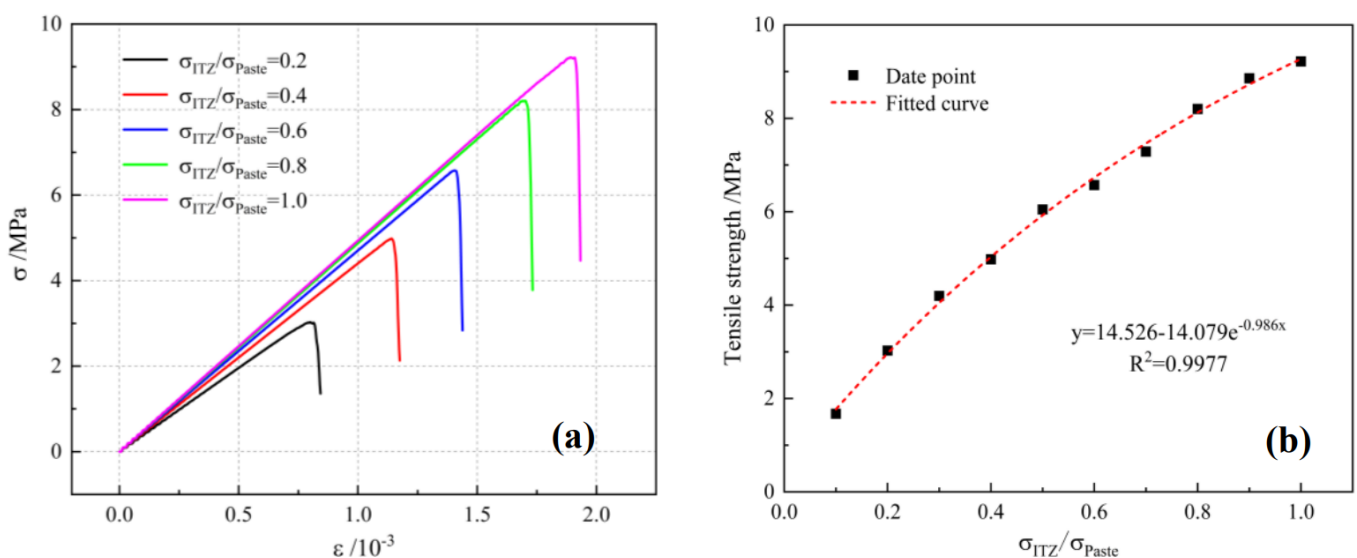 10
8
6
4
2
0
σ /MPa
σITZ/σPaste=0.2
σITZ/σPaste=0.4
σITZ/σPaste=0.6
σITZ/σPaste=0.8
σITZ/σPaste=1.0
(a)
0.0 0.5 1.0 1.5 2.0
ε /10-3
10
8
6
4
2
0
Tensile strength /MPa
Date point
Fitted curve
y=14.526-14.079e-0.986x
R2=0.9977
(b)
0.0 0.2 0.4 0.6 0.8 1.0
σITZ/σPaste